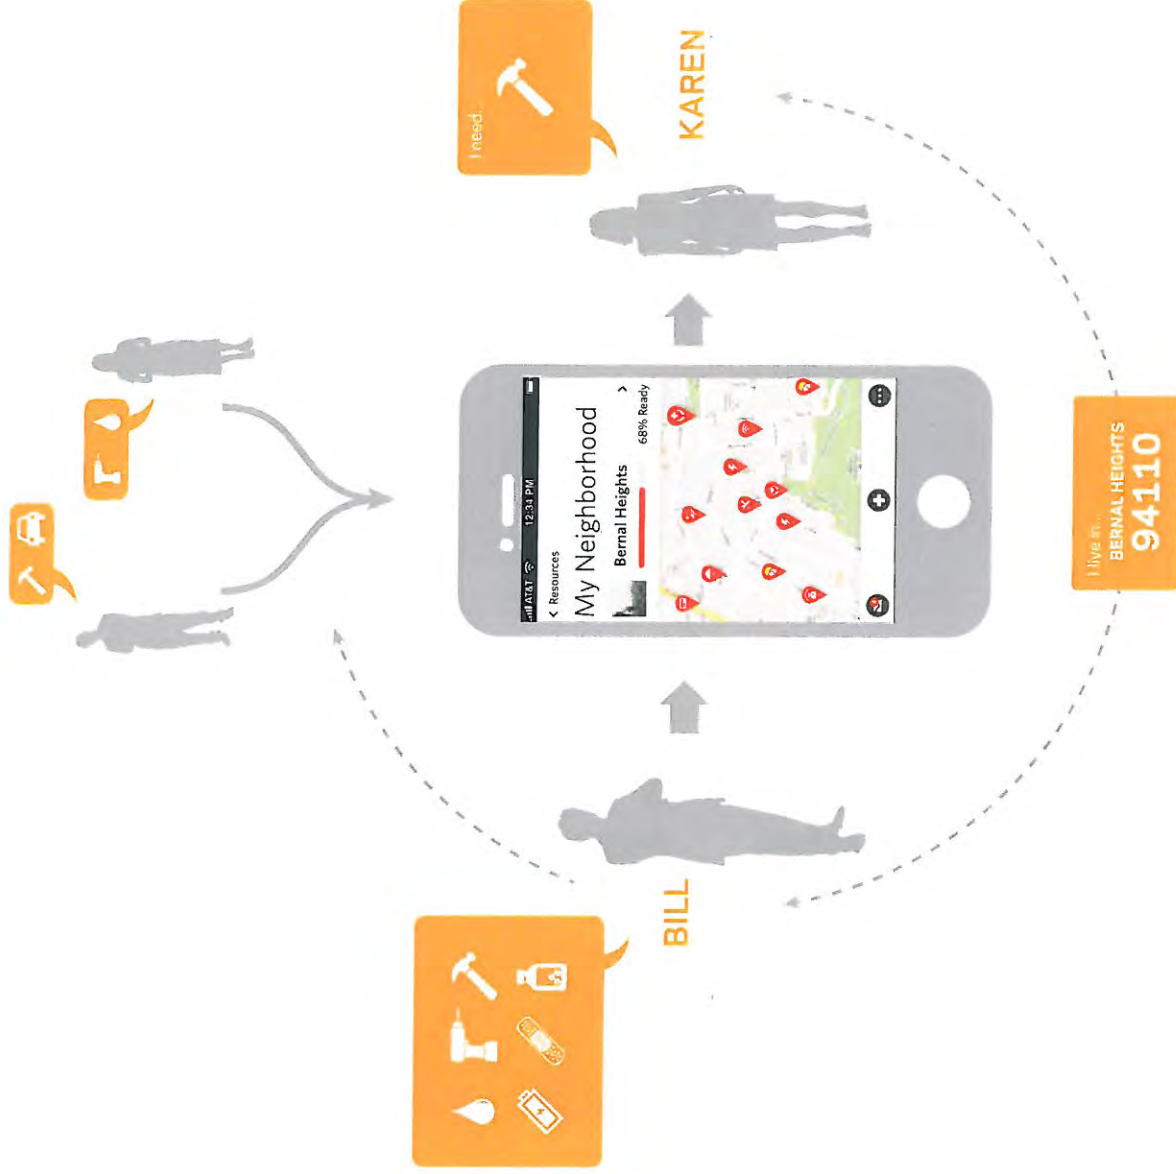 I need...
KAREN
AT&T 12:34 PM
< Resources
My Neighborhood
Bernal Heights
68% Ready
BILL
I live in...
BERNAL HEIGHTS
94110